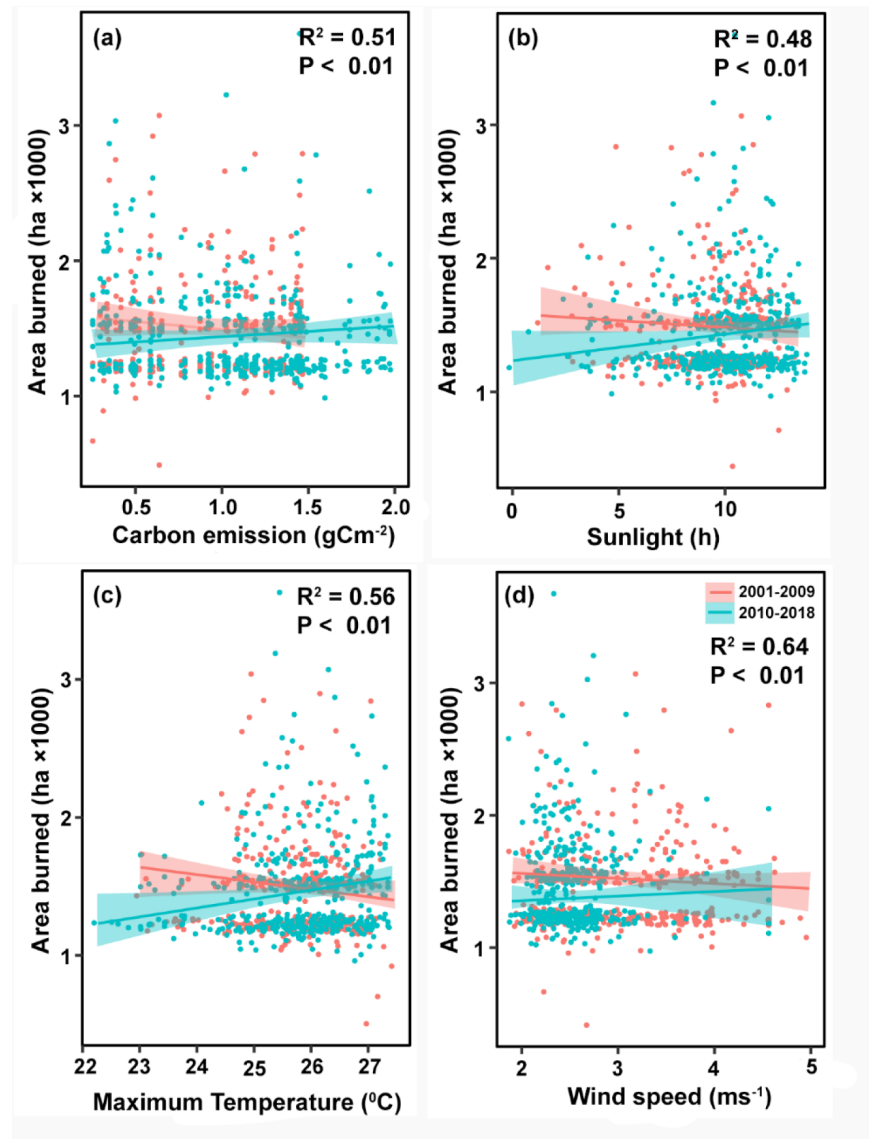 (a)
R² = 0.51
P < 0.01
Area burned (ha ×1000)
3
2
1
0.5 1.0 1.5 2.0
Carbon emission (gCm⁻²)
(b)
R² = 0.48
P < 0.01
Area burned (ha ×1000)
3
2
1
0 5 10
Sunlight (h)
(c)
R² = 0.56
P < 0.01
Area burned (ha ×1000)
3
2
1
22 23 24 25 26 27
Maximum Temperature (⁰C)
(d)
2001-2009
2010-2018
R² = 0.64
P < 0.01
Area burned (ha ×1000)
3
2
1
2 3 4 5
Wind speed (ms⁻¹)